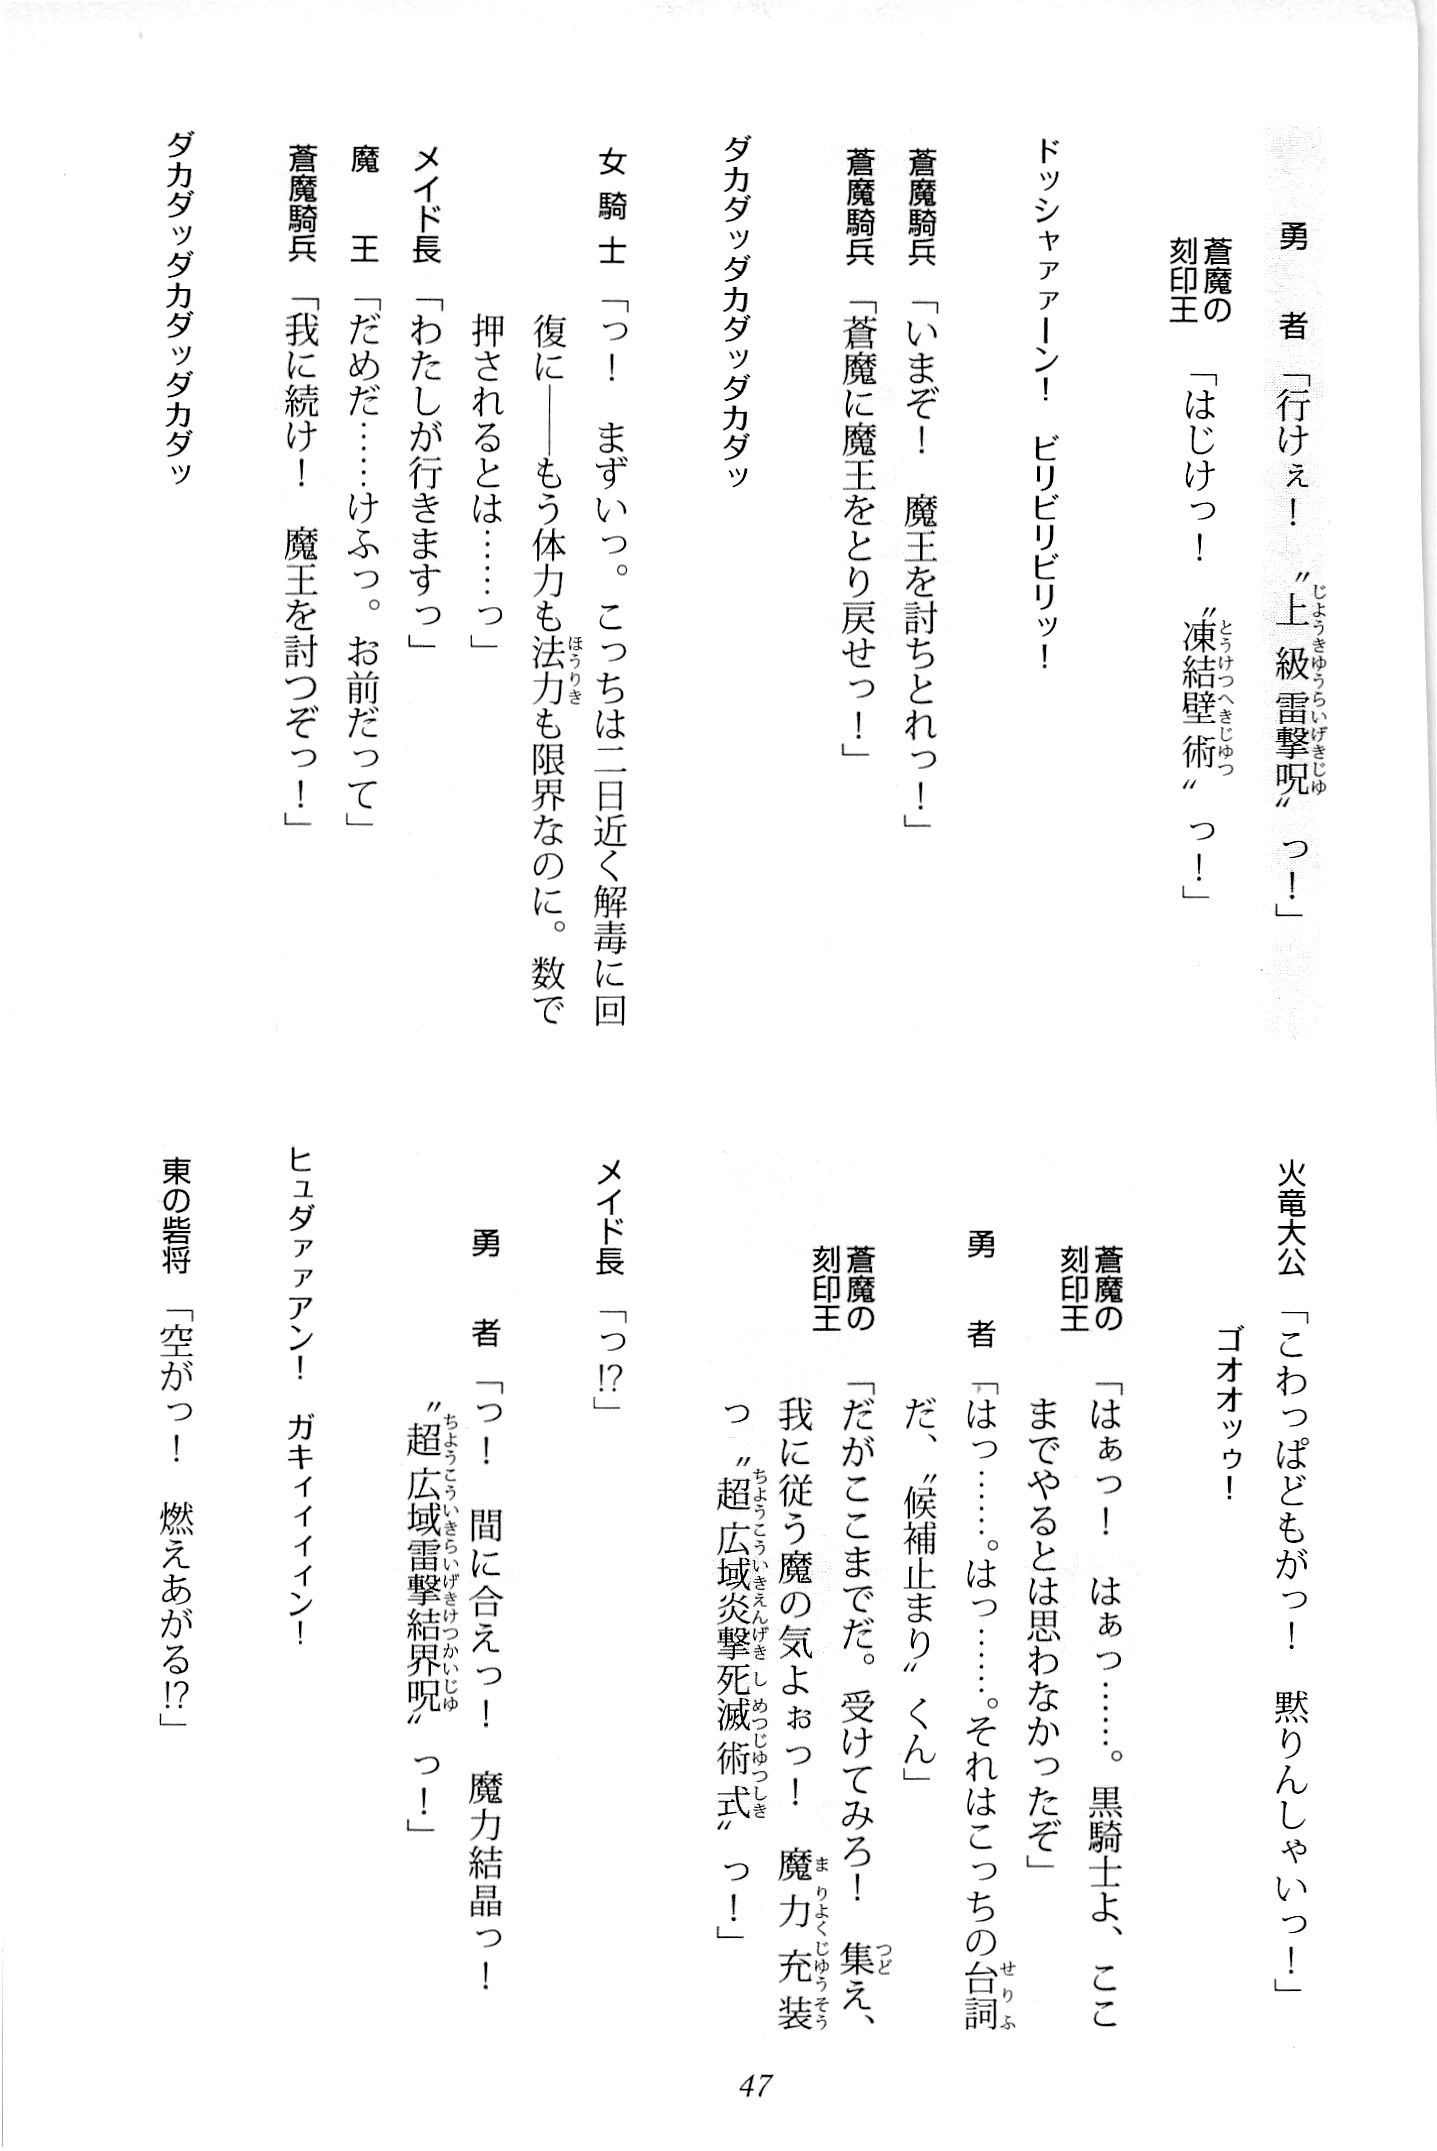 勇者「行けぇ！　〝上級雷撃呪〟っ！」
蒼魔の刻印王「はじけっ！　〝凍結壁術〟っ！」
ドッシャァァーン！　ビリビリビリッ！
蒼魔騎兵「いまぞ！　魔王を討ちとれっ！」
蒼魔騎兵「蒼魔に魔王をとり戻せっ！」
ダカダッダカダッダカダッ
女騎士「っ！　まずいっ。こっちは二日近く解毒に回
復に――もう体力も法力も限界なのに。数で
押されるとは……っ」
メイド長「わたしが行きますっ」
魔王「だめだ……けふっ。お前だって」
蒼魔騎兵「我に続け！　魔王を討つぞっ！」
ダカダッダカダッダカダッ
火竜大公「こわっぱどもがっ！　黙りんしゃいっ！」
ゴオオッゥ！
蒼魔の刻印王「はぁっ！　はぁっ……。黒騎士よ、ここ
までやるとは思わなかったぞ」
勇者「はっ……。はっ……。それはこっちの台詞
だ、〝候補止まり〟くん」
蒼魔の刻印王「だがここまでだ。受けてみろ！　集え、
我に従う魔の気よぉっ！　魔力充装
っ〝超広域炎撃死滅術式〟っ！」
メイド長「っ!?」
勇者「っ！　間に合えっ！　魔力結晶っ！
〝超広域雷撃結界呪〟っ！」
ヒュダァァアン！　ガキィィィィン！
東の砦将「空がっ！　燃えあがる!?」
47